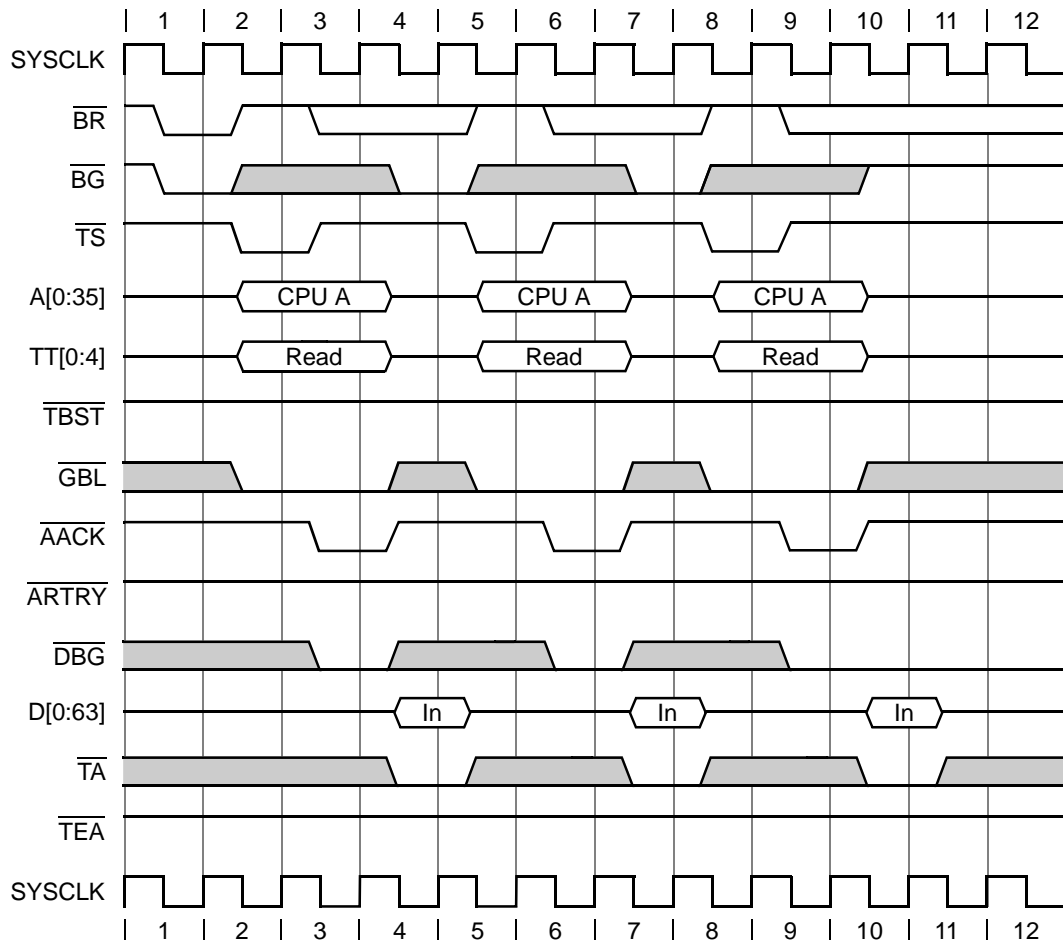 1 2 3 4 5 6 7 8 9 10 11 12
SYSCLK
BR
BG
TS
A[0:35] CPU A CPU A CPU A
TT[0:4] Read Read Read
TBST
GBL
AACK
ARTRY
DBG
D[0:63] In In In
TA
TEA
SYSCLK
1 2 3 4 5 6 7 8 9 10 11 12